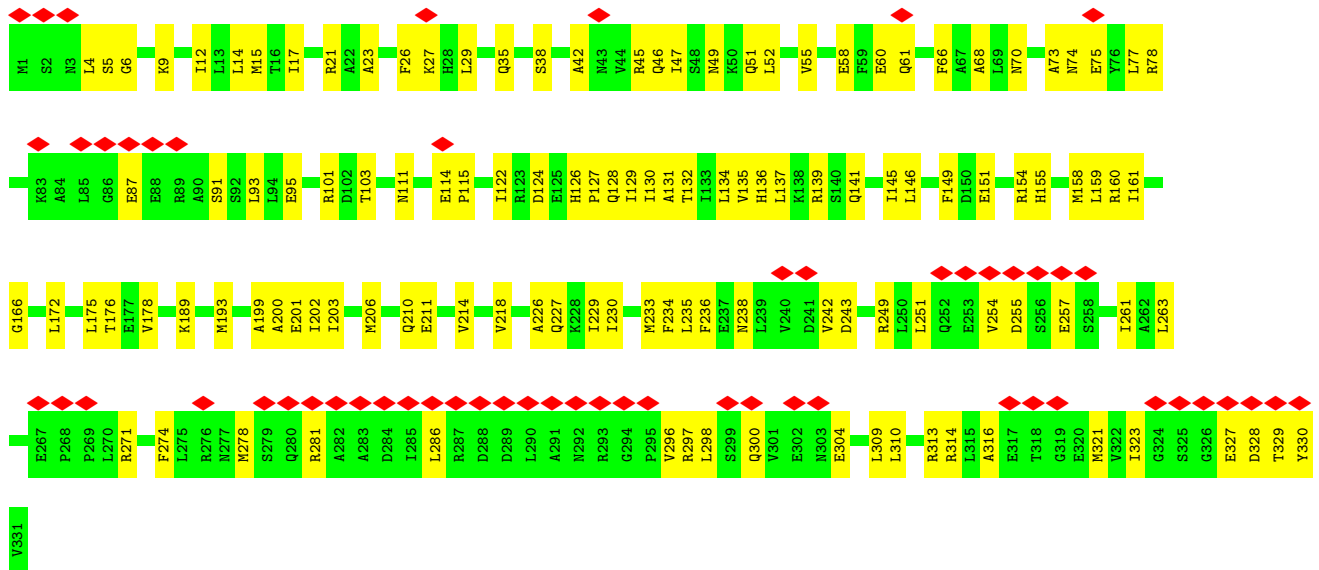 M1 S2 N3 L4 S5 G6 K9 I12 L13 L14 M15 T16 I17 R21 A22 A23 F26 K27 H28 L29 Q35 S38 A42 N43 V44 R45 Q46 I47 S48 N49 K50 Q51 L52 V55 E58 F59 E60 Q61 F66 A67 A68 L69 N70 A73 N74 E75 Y76 L77 R78
K83 A84 L85 G86 E87 E88 R89 A90 S91 S92 L93 L94 E95 R101 D102 T103 N111 E114 P115 I122 R123 D124 E125 H126 P127 Q128 I129 I130 A131 T132 I133 L134 V135 H136 L137 K138 R139 S140 Q141 I145 L146 F149 D150 E151 R154 H155 M158 L159 R160 I161
G166 L172 L175 T176 E177 V178 K189 M193 A199 A200 E201 I202 I203 M206 Q210 E211 V214 V218 A226 Q227 K228 I229 I230 M233 F234 L235 F236 E237 N238 L239 V240 D241 V242 D243 R249 L250 L251 Q252 E253 V254 D255 S256 E257 S258 I261 A262 L263
E267 P268 P269 L270 R271 F274 L275 R276 N277 M278 S279 Q280 R281 A282 A283 D284 I285 L286 R287 D288 D289 L290 A291 N292 R293 G294 P295 V296 R297 L298 S299 Q300 V301 E302 N303 E304 L309 L310 R313 R314 L315 A316 E317 T318 G319 E320 M321 V322 I323 G324 S325 G326 E327 D328 T329 Y330
V331